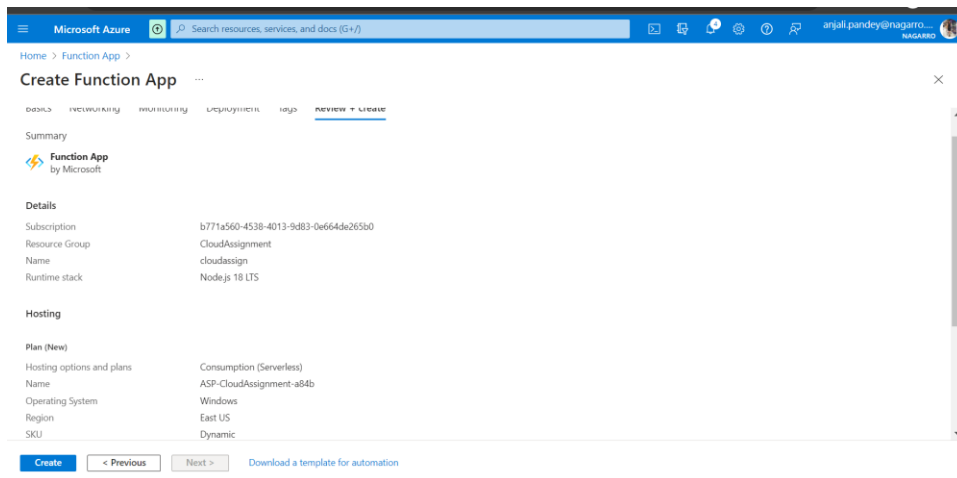 Microsoft Azure
Search resources, services, and docs (G+/)
4
anjali.pandey@nagarro....
NAGARRO
Home > Function App >
Create Function App ...
Basics Networking Monitoring Deployment Tags Review + create
Summary
Function App
by Microsoft
Details
Subscription b771a560-4538-4013-9d83-0e664de265b0
Resource Group CloudAssignment
Name cloudassign
Runtime stack Node.js 18 LTS
Hosting
Plan (New)
Hosting options and plans Consumption (Serverless)
Name ASP-CloudAssignment-a84b
Operating System Windows
Region East US
SKU Dynamic
Create < Previous Next > Download a template for automation